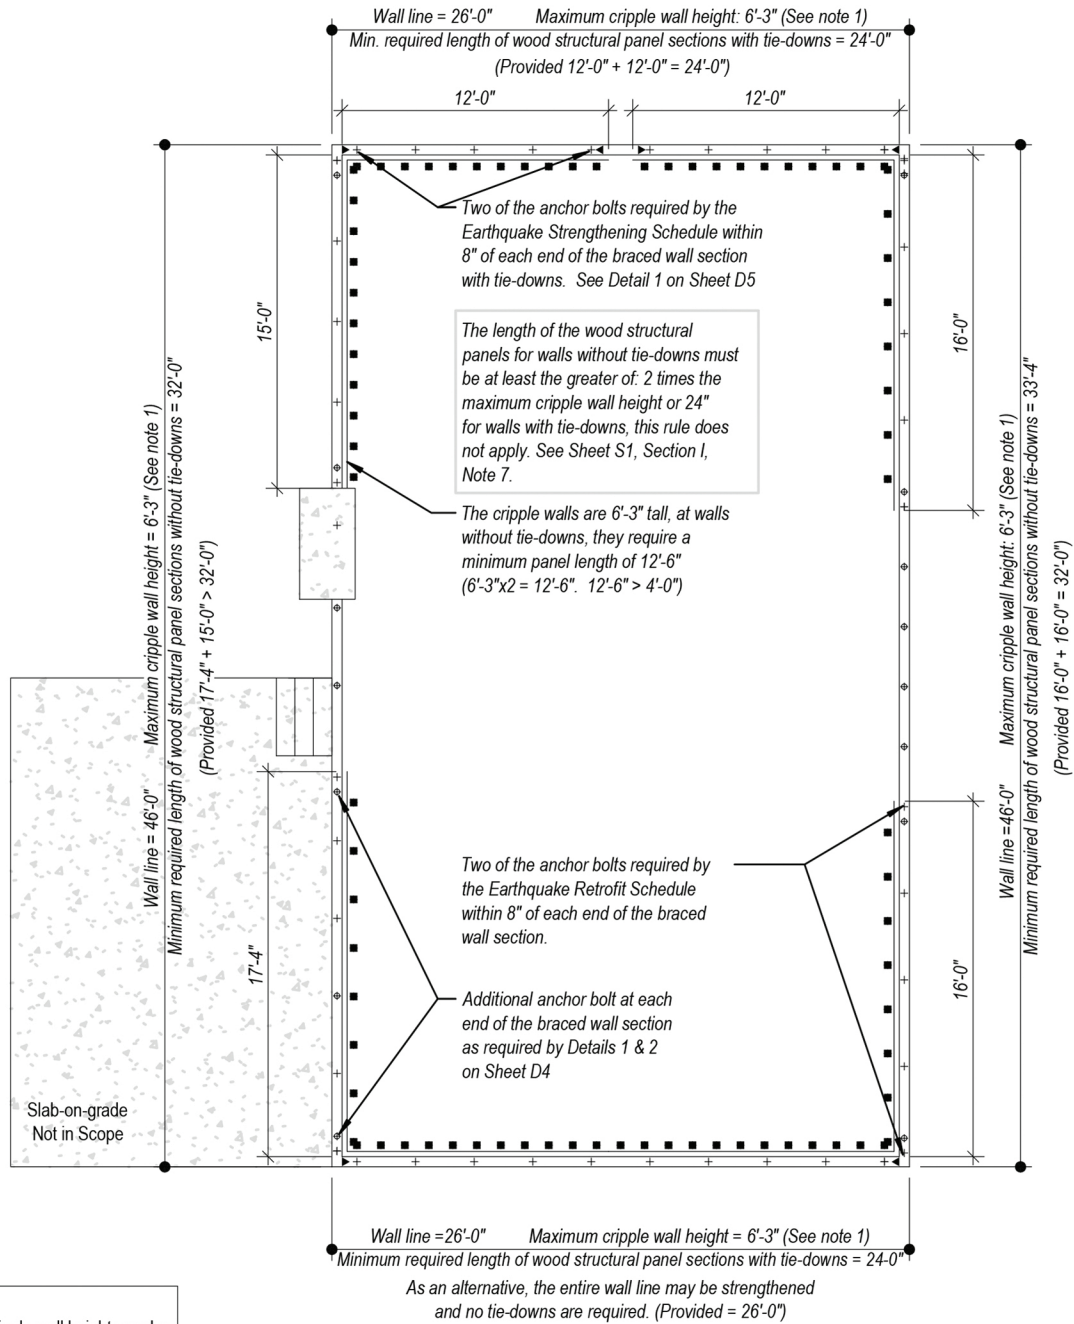 Wall line = 26'-0" Maximum cripple wall height: 6'-3" (See note 1)
Min. required length of wood structural panel sections with tie-downs = 24'-0"
(Provided 12'-0" + 12'-0" = 24'-0")
12'-0" 12'-0"
Two of the anchor bolts required by the
Earthquake Strengthening Schedule within
8" of each end of the braced wall section
with tie-downs. See Detail 1 on Sheet D5
The length of the wood structural
panels for walls without tie-downs must
be at least the greater of: 2 times the
maximum cripple wall height or 24"
for walls with tie-downs, this rule does
not apply. See Sheet S1, Section I,
Note 7.
The cripple walls are 6'-3" tall, at walls
without tie-downs, they require a
minimum panel length of 12'-6"
(6'-3"x2 = 12'-6". 12'-6" > 4'-0")
15'-0"
16'-0"
Wall line = 46'-0" Maximum cripple wall height = 6'-3" (See note 1)
Minimum required length of wood structural panel sections without tie-downs = 32'-0"
(Provided 17'-4" + 15'-0" > 32'-0")
Wall line =46'-0" Maximum cripple wall height: 6'-3" (See note 1)
Minimum required length of wood structural panel sections without tie-downs = 33'-4"
(Provided 16'-0" + 16'-0" = 32'-0")
Two of the anchor bolts required by
the Earthquake Retrofit Schedule
within 8" of each end of the braced
wall section.
17'-4"
16'-0"
Additional anchor bolt at each
end of the braced wall section
as required by Details 1 & 2
on Sheet D4
Slab-on-grade
Not in Scope
Wall line =26'-0" Maximum cripple wall height = 6'-3" (See note 1)
Minimum required length of wood structural panel sections with tie-downs = 24-0"
As an alternative, the entire wall line may be strengthened
and no tie-downs are required. (Provided = 26'-0")